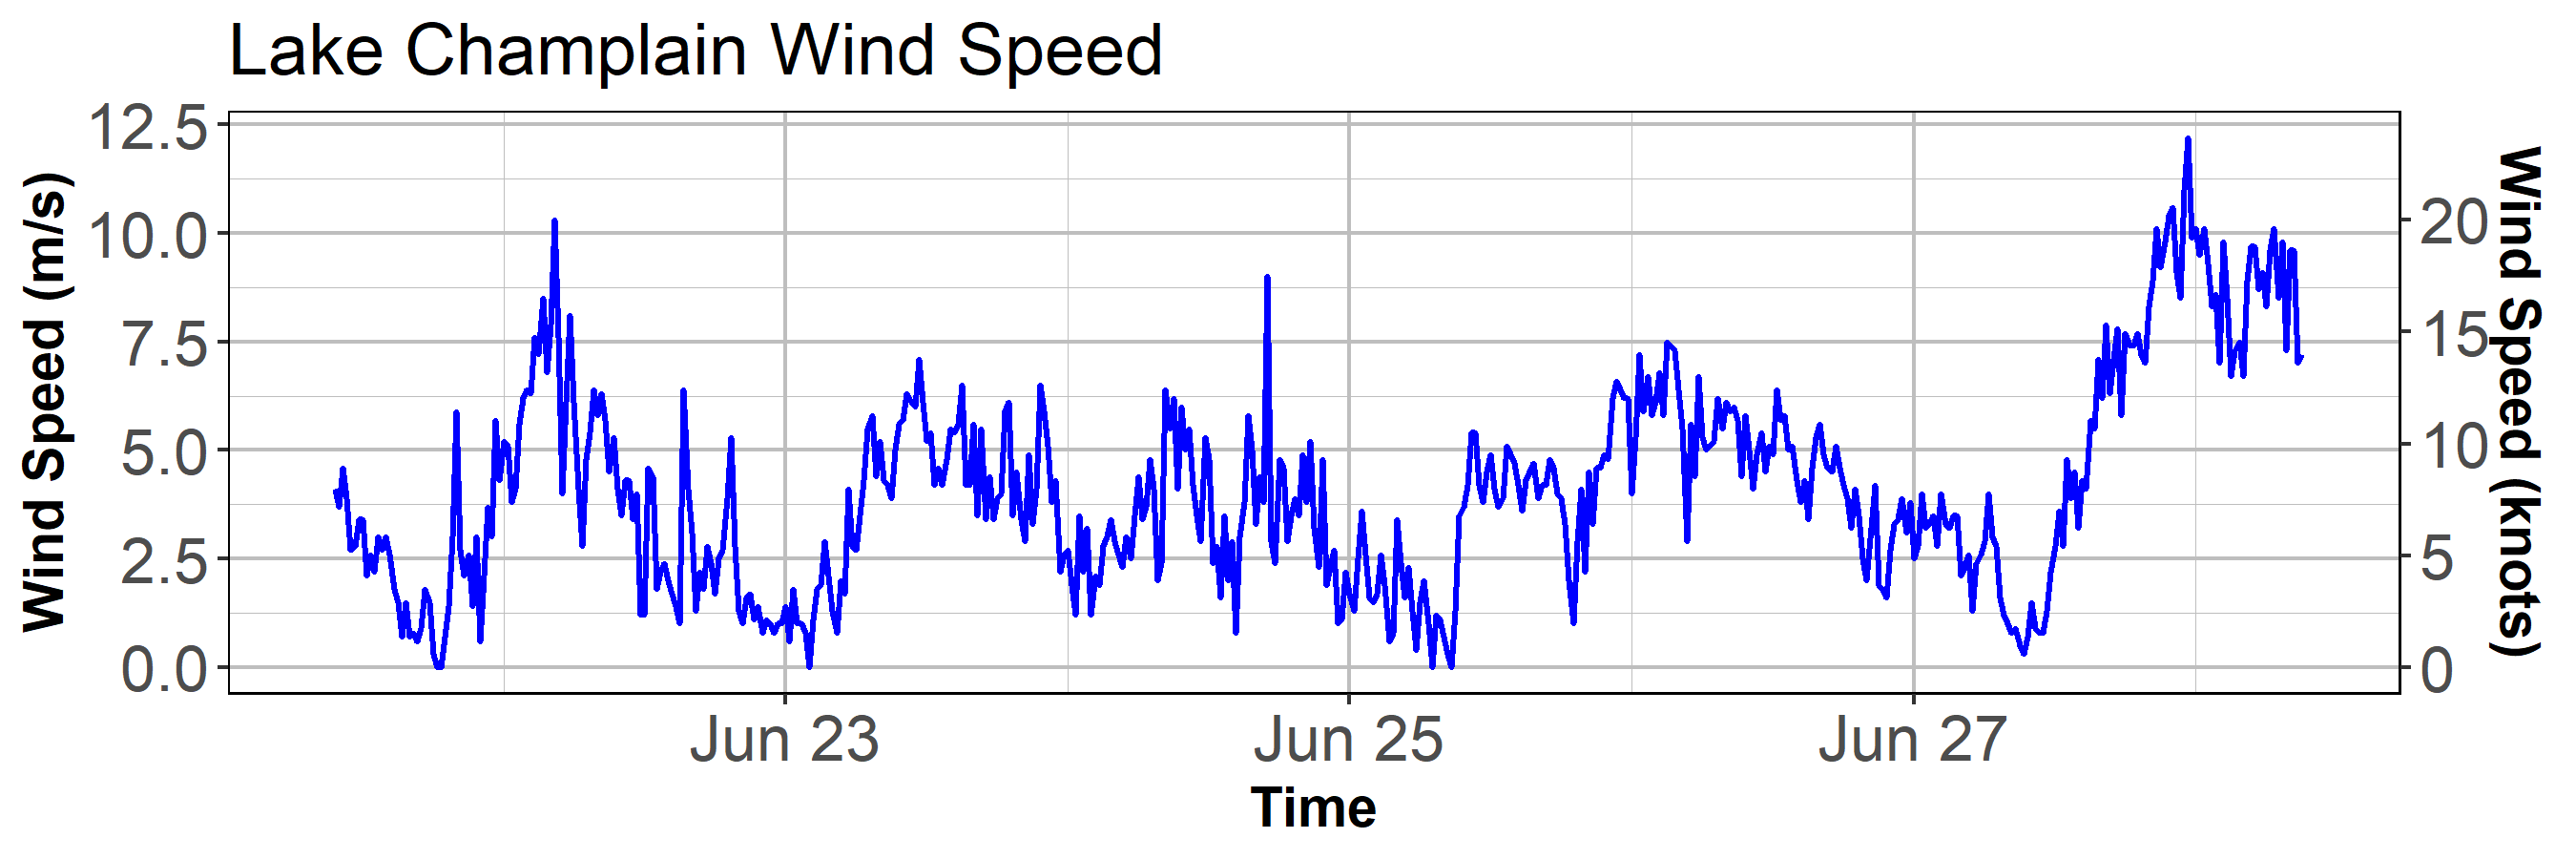 Lake Champlain Wind Speed
Wind Speed (m/s)
12.5
10.0
7.5
5.0
2.5
0.0
20
15
10
5
0
Wind Speed (knots)
Jun 23
Jun 25
Jun 27
Time